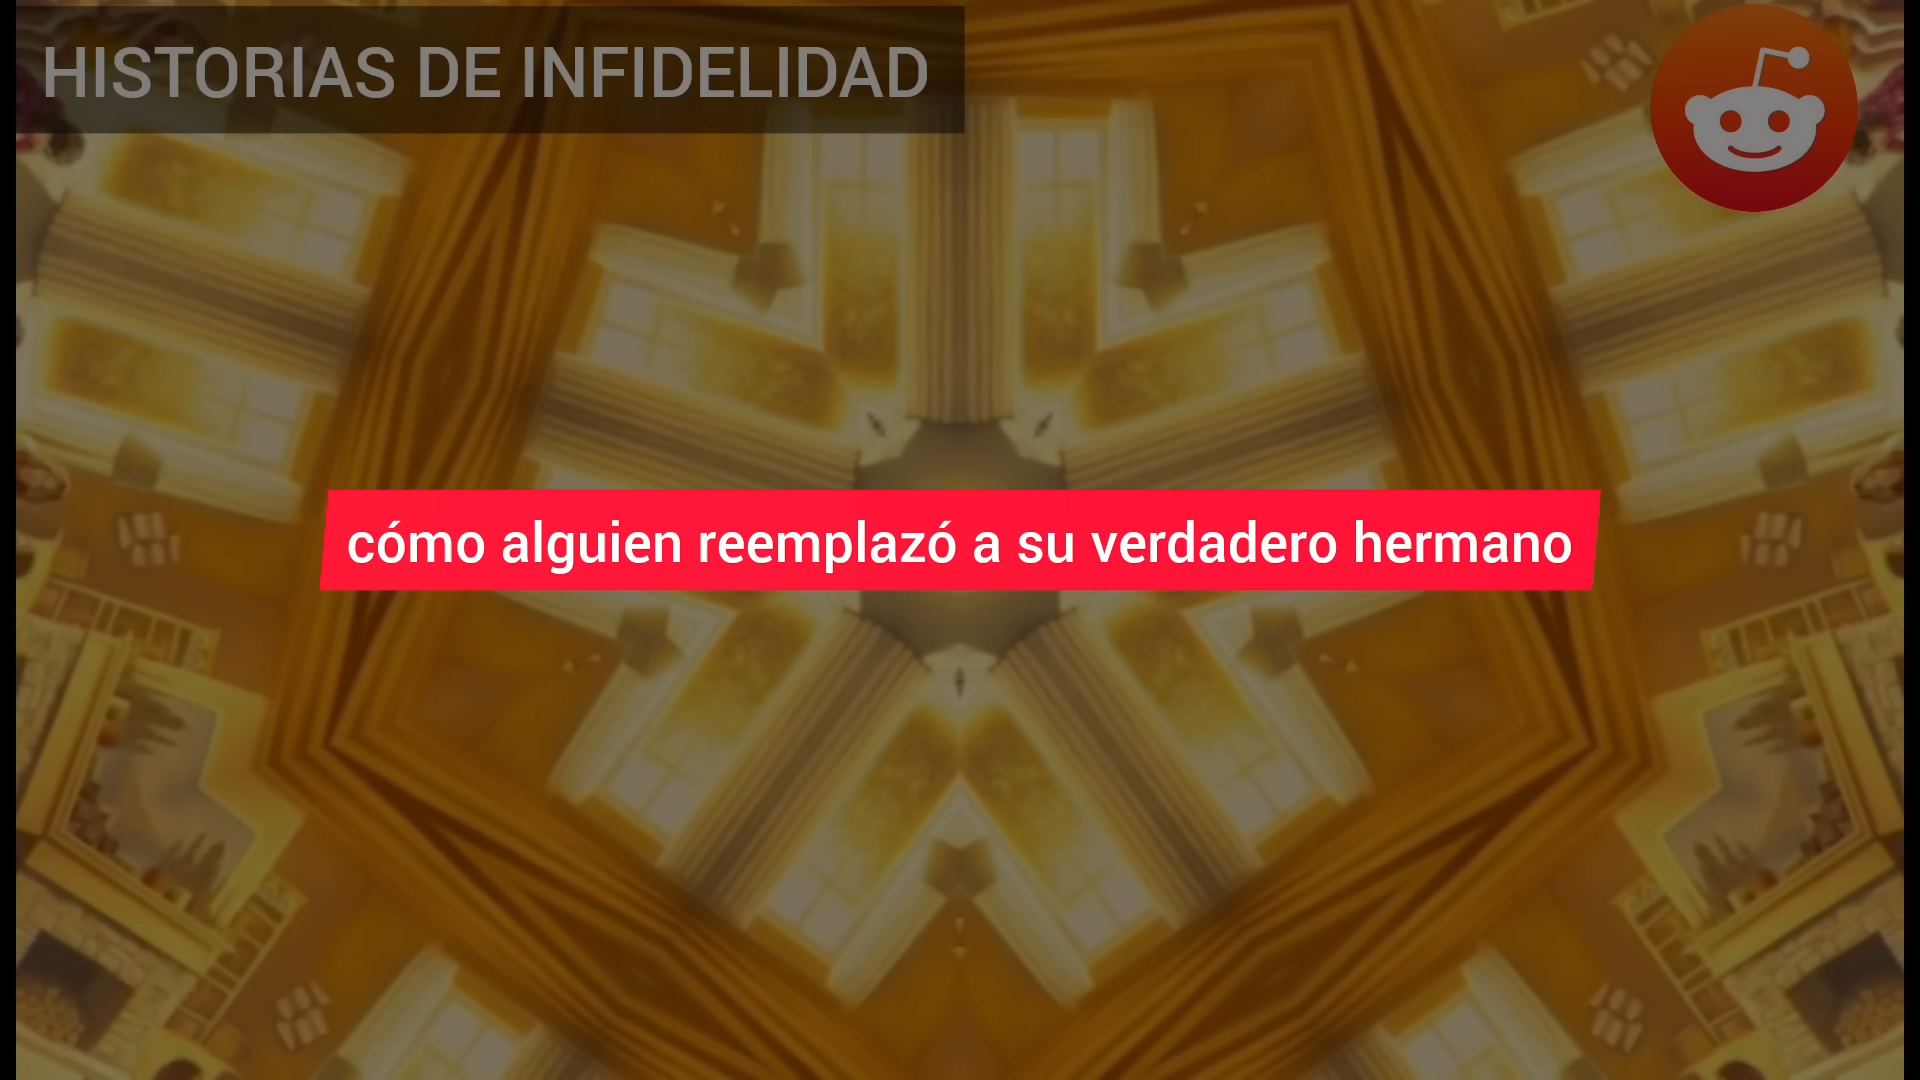 HISTORIAS DE INFIDELIDAD
cómo alguien reemplazó a su verdadero hermano